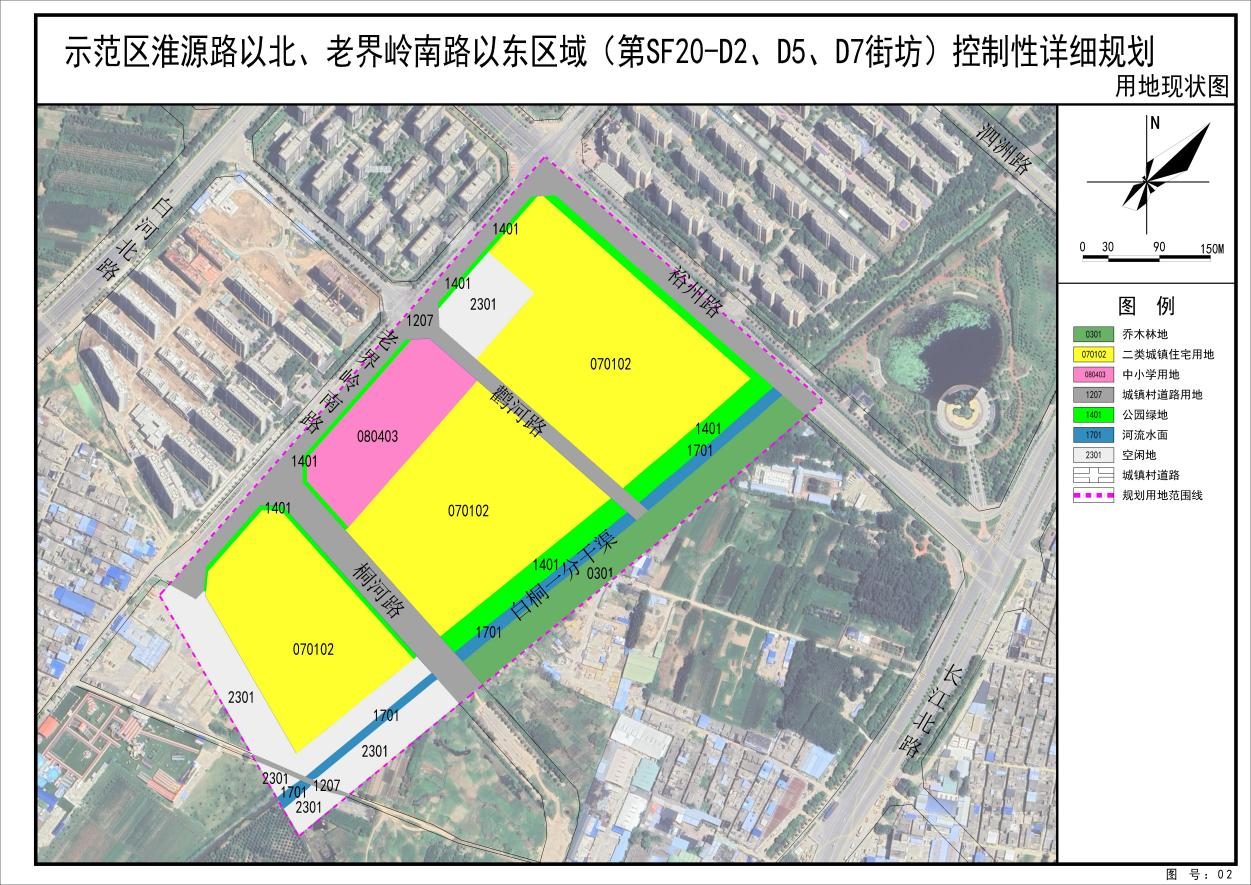 示范区淮源路以北、老界岭南路以东区域（第SF20-D2、D5、D7街坊）控制性详细规划
用地现状图
N
0 30 90 150M
图 例
0301 乔木林地
070102 二类城镇住宅用地
080403 中小学用地
1207 城镇村道路用地
1401 公园绿地
1701 河流水面
2301 空闲地
城镇村道路
规划用地范围线
泗洲路
白河北路
裕州路
老界岭南路
鹳河路
桐河路
白桐一分干渠
长江北路
1401
1401
2301
1207
070102
080403
1401
1401
1701
1401
070102
1401
0301
1701
070102
2301
1701
2301
2301
1207
1701
2301
图 号：02